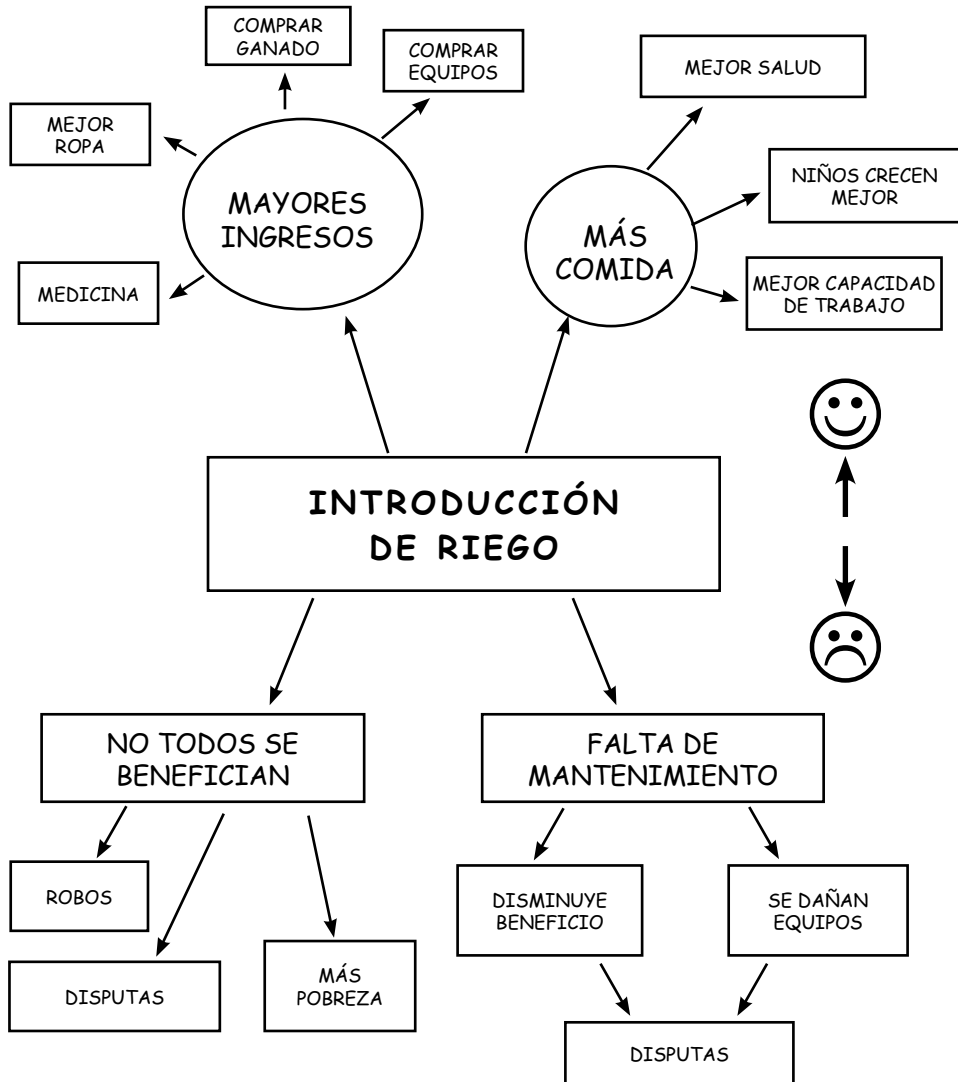 COMPRAR
GANADO
COMPRAR
EQUIPOS
MEJOR SALUD
MEJOR
ROPA
NIÑOS CRECEN
MEJOR
MAYORES
INGRESOS
MÁS
COMIDA
MEDICINA
MEJOR CAPACIDAD
DE TRABAJO
INTRODUCCIÓN
DE RIEGO
NO TODOS SE
BENEFICIAN
FALTA DE
MANTENIMIENTO
ROBOS
DISMINUYE
BENEFICIO
SE DAÑAN
EQUIPOS
DISPUTAS
MÁS
POBREZA
DISPUTAS